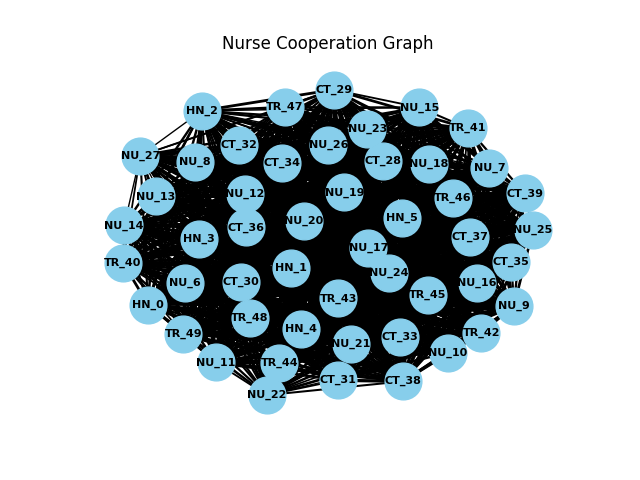 Nurse Cooperation Graph
CT_29
TR_47
NU_15
HN_2
TR_41
NU_23
CT_32
NU_26
NU_27
NU_8
CT_34
CT_28
NU_18
NU_7
NU_13
NU_12
NU_19
TR_46
CT_39
NU_14
CT_36
NU_20
HN_5
NU_25
HN_3
CT_37
NU_17
TR_40
HN_1
NU_24
CT_35
NU_6
CT_30
NU_16
HN_0
TR_43
TR_45
NU_9
TR_48
TR_49
HN_4
CT_33
TR_42
NU_21
NU_11
TR_44
NU_10
NU_22
CT_31
CT_38